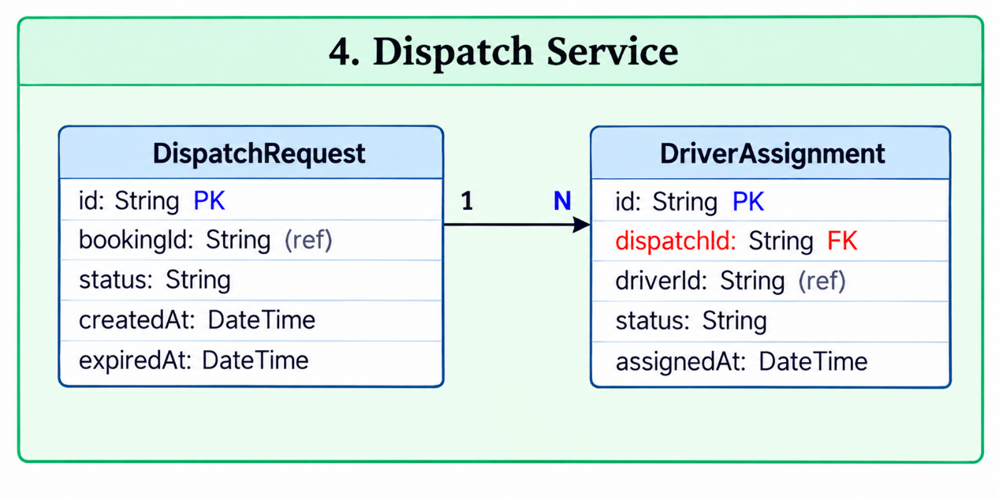 4. Dispatch Service
DispatchRequest
id: String PK
bookingId: String (ref)
status: String
createdAt: DateTime
expiredAt: DateTime
1
N
DriverAssignment
id: String PK
dispatchId: String FK
driverId: String (ref)
status: String
assignedAt: DateTime